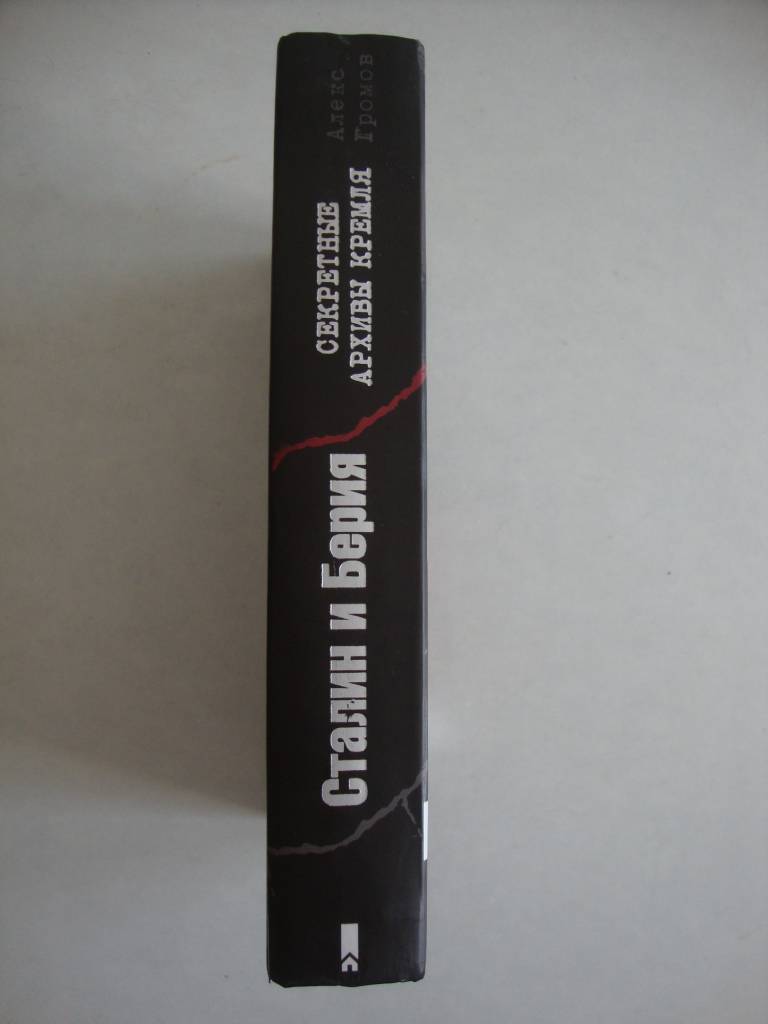 Сталин и Берия
СЕКРЕТНЫЕ
АРХИВЫ КРЕМЛЯ
Алекс
Громов